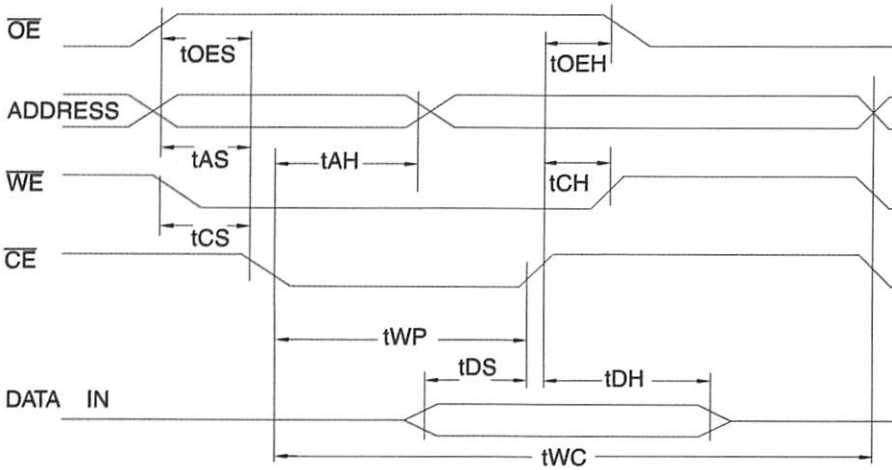 OE
tOES
tOEH
ADDRESS
tAS
tAH
WE
tCH
tCS
CE
tWP
tDS
tDH
DATA IN
tWC